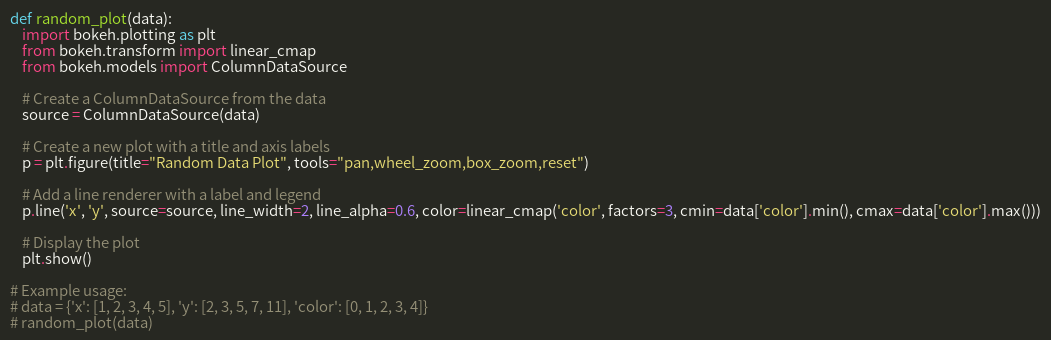 def random_plot(data):
    import bokeh.plotting as plt
    from bokeh.transform import linear_cmap
    from bokeh.models import ColumnDataSource

    # Create a ColumnDataSource from the data
    source = ColumnDataSource(data)

    # Create a new plot with a title and axis labels
    p = plt.figure(title="Random Data Plot", tools="pan,wheel_zoom,box_zoom,reset")

    # Add a line renderer with a label and legend
    p.line('x', 'y', source=source, line_width=2, line_alpha=0.6, color=linear_cmap('color', factors=3, cmin=data['color'].min(), cmax=data['color'].max()))

    # Display the plot
    plt.show()

# Example usage:
# data = {'x': [1, 2, 3, 4, 5], 'y': [2, 3, 5, 7, 11], 'color': [0, 1, 2, 3, 4]}
# random_plot(data)